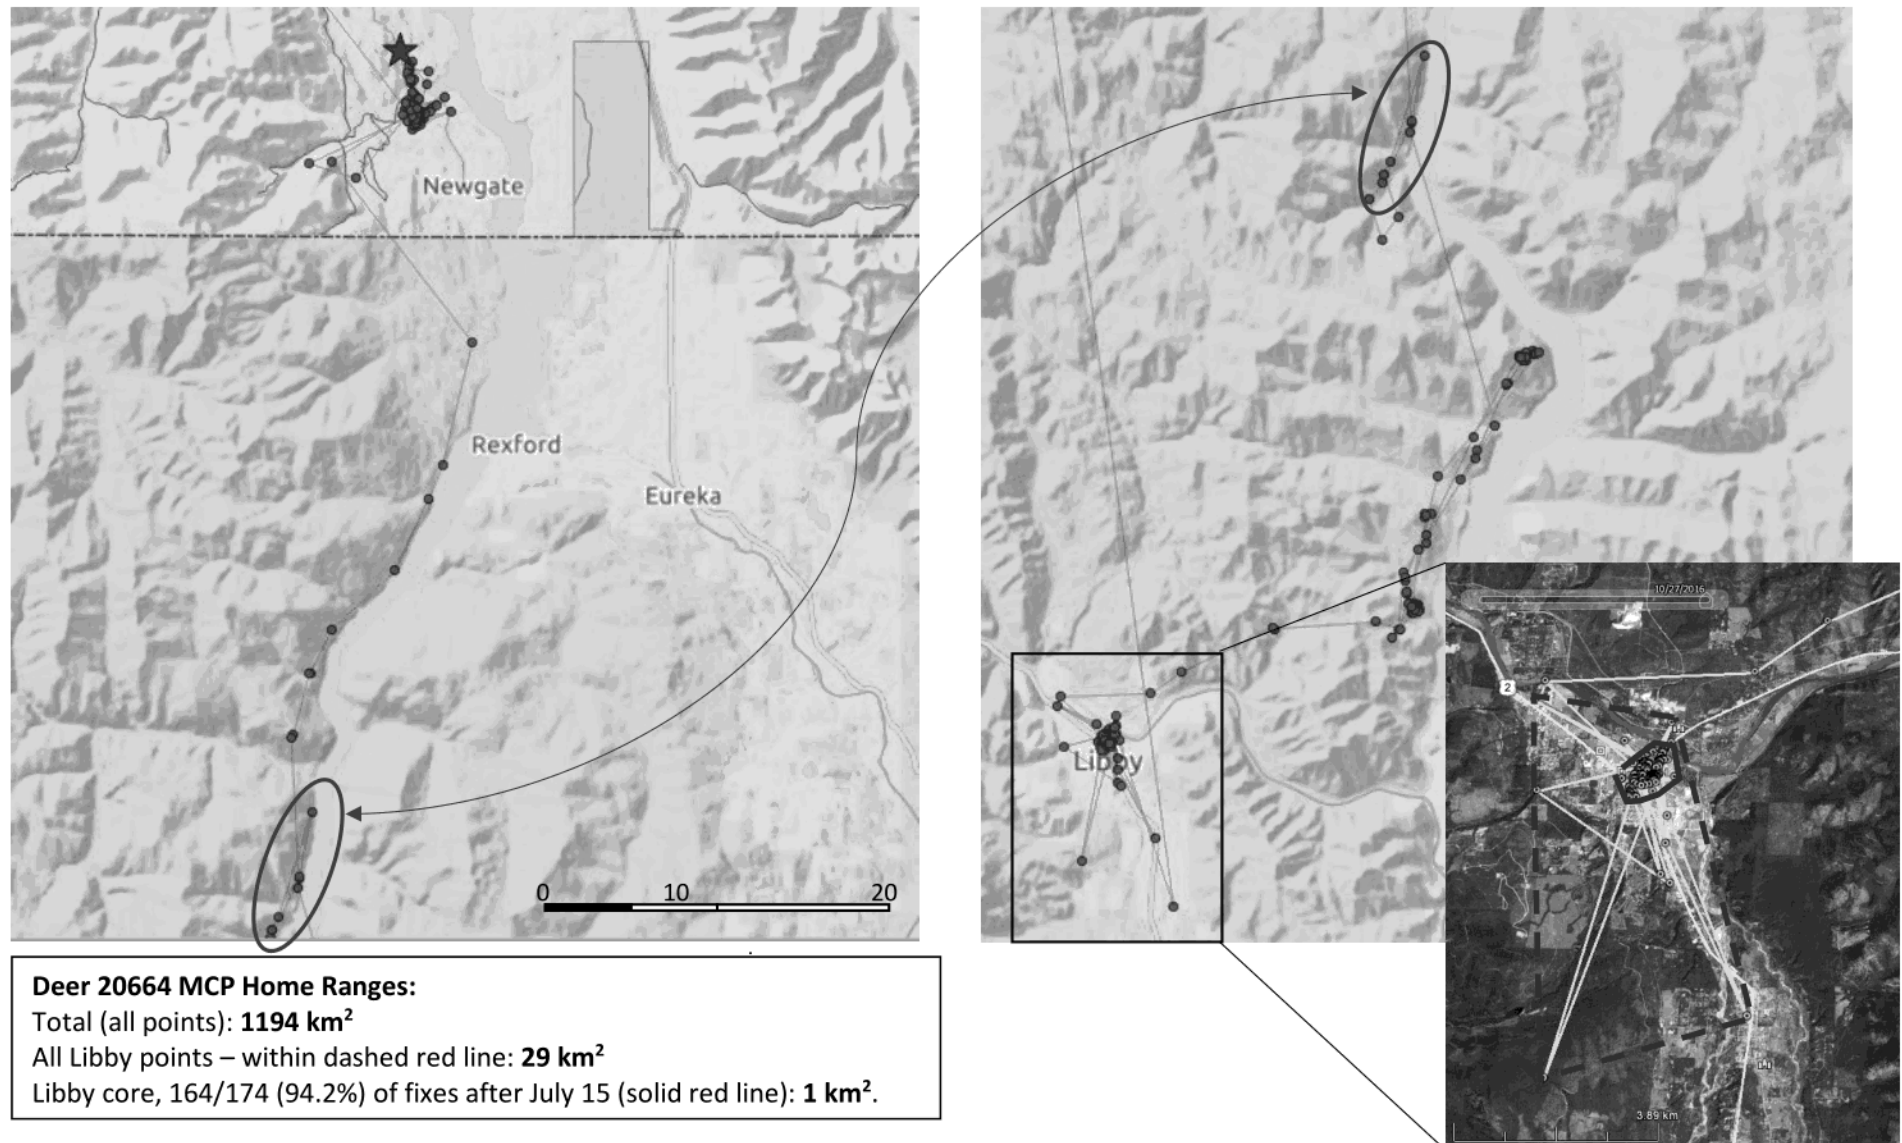 Newgate
Rexford
Eureka
0 10 20
Libby
10/27/2016
2
3.89 km
Deer 20664 MCP Home Ranges:
Total (all points): 1194 km²
All Libby points – within dashed red line: 29 km²
Libby core, 164/174 (94.2%) of fixes after July 15 (solid red line): 1 km².